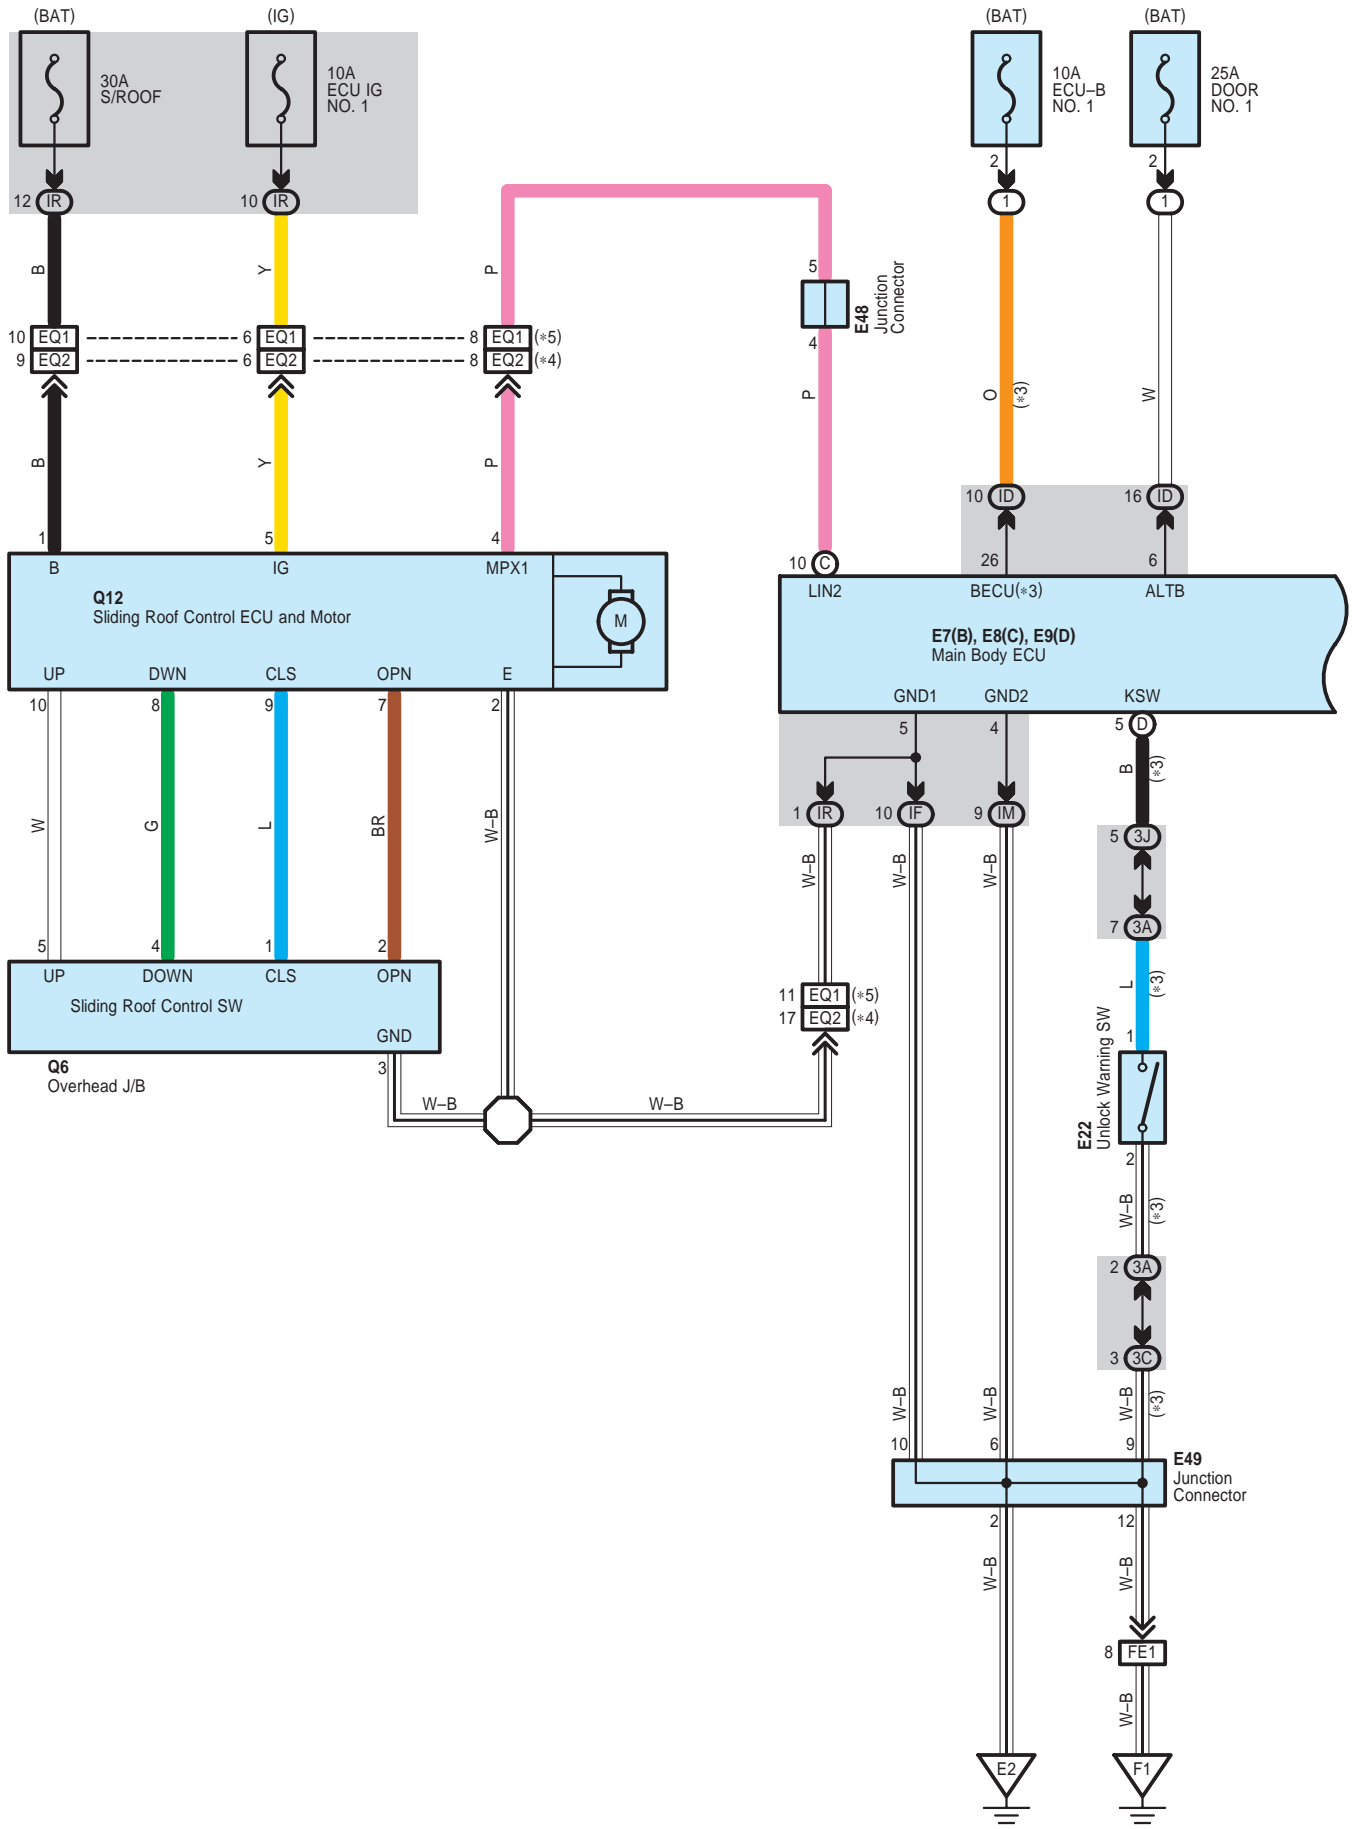 (BAT)
(IG)
(BAT)
(BAT)
30A
S/ROOF
10A
ECU IG
NO. 1
10A
ECU–B
NO. 1
25A
DOOR
NO. 1
2
2
12 IR
10 IR
1
1
B
Y
P
5
E48
Junction
Connector
4
10 EQ1
6 EQ1
8 EQ1 (∗5)
9 EQ2
6 EQ2
8 EQ2 (∗4)
P
O
(∗3)
W
B
Y
P
10 ID
16 ID
1
5
4
10 C
26
6
B
IG
MPX1
LIN2
BECU(∗3)
ALTB
Q12
Sliding Roof Control ECU and Motor
M
E7(B), E8(C), E9(D)
Main Body ECU
UP
DWN
CLS
OPN
E
GND1
GND2
KSW
10
8
9
7
2
5
4
5 D
B
(∗3)
1 IR
10 IF
9 IM
5 3J
W
G
L
BR
W–B
W–B
W–B
W–B
7 3A
5
4
1
2
L
(∗3)
UP
DOWN
CLS
OPN
Sliding Roof Control SW
GND
11 EQ1 (∗5)
17 EQ2 (∗4)
1
Q6
Overhead J/B
3
W–B
W–B
E22
Unlock Warning SW
2
W–B
(∗3)
2 3A
3 3C
W–B
W–B
W–B
(∗3)
10
6
9
E49
Junction
Connector
2
12
W–B
W–B
8 FE1
W–B
E2
F1